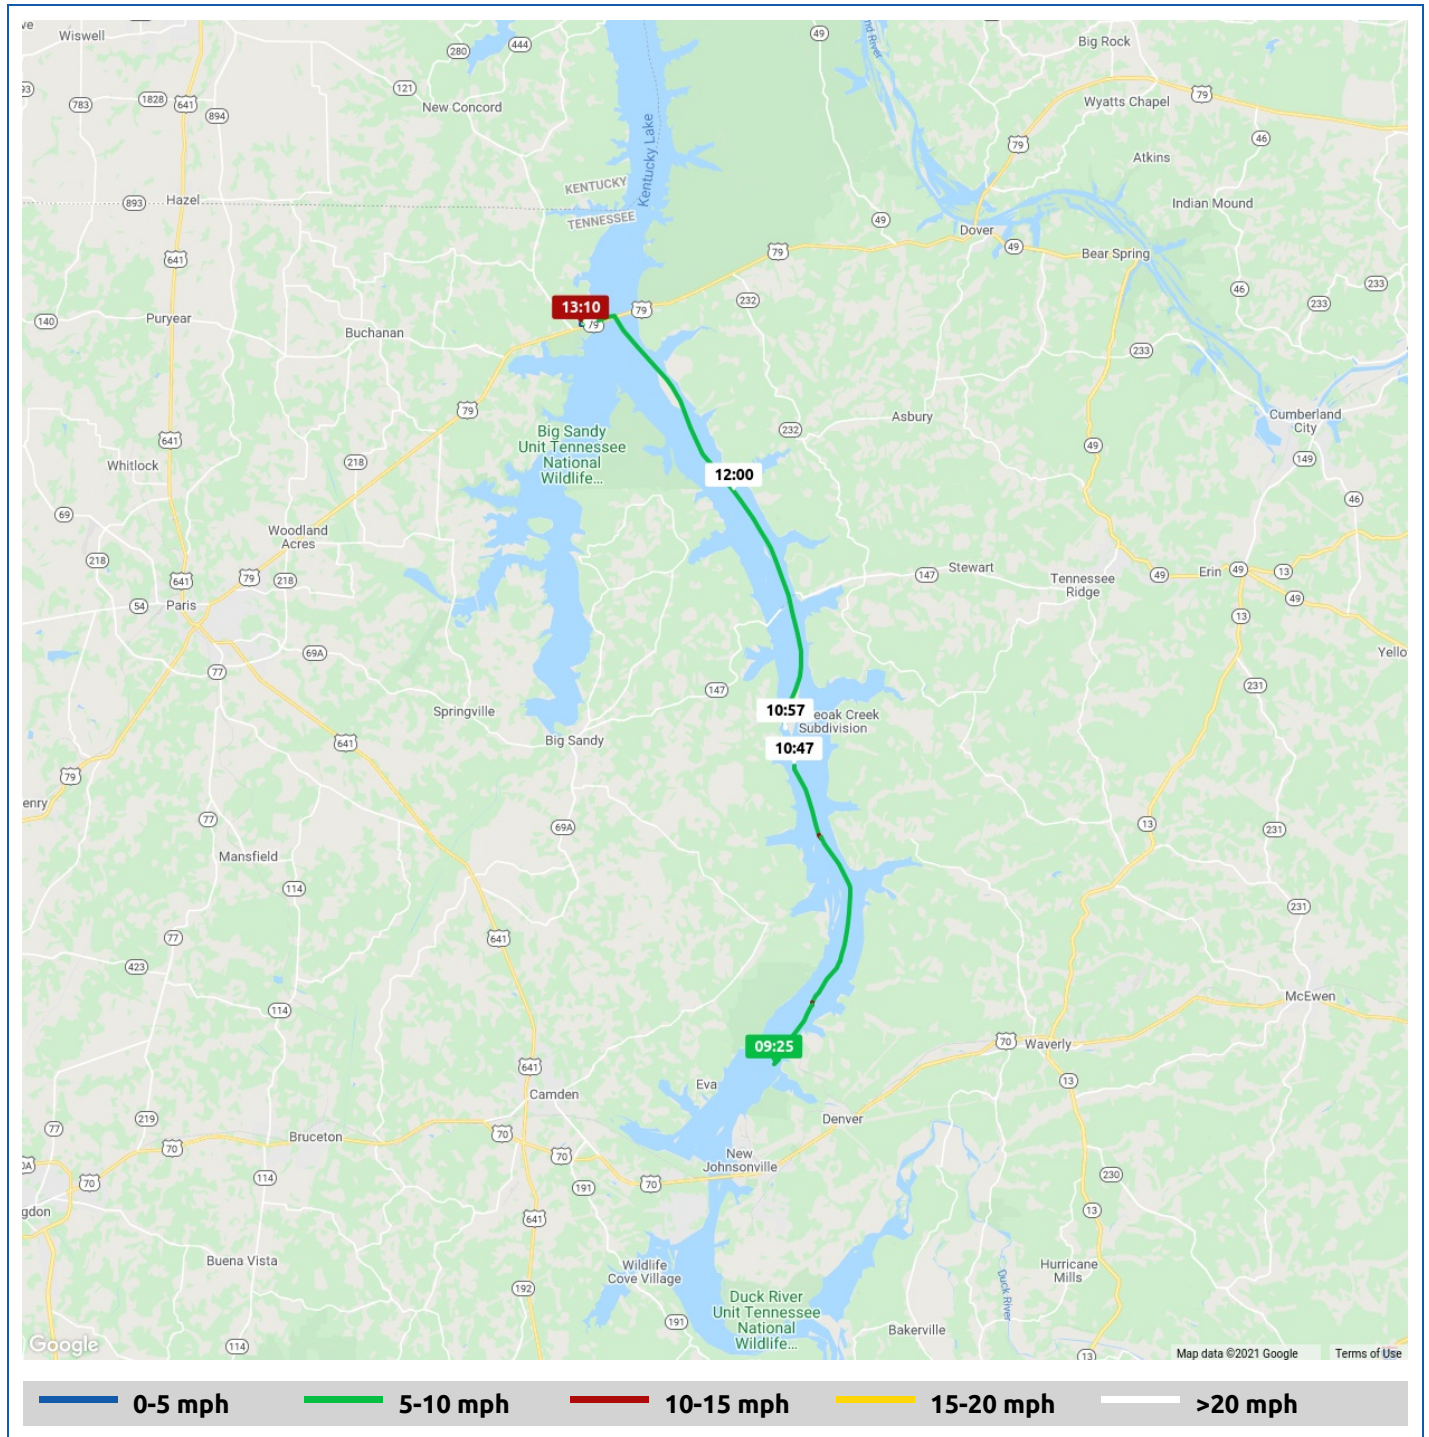 ve
Wiswell
280
444
49
nd River
Big Rock
93
783
1828
641
894
121
New Concord
Wyatts Chapel
79
79
46
Atkins
Kentucky Lake
KENTUCKY
TENNESSEE
893
Hazel
Indian Mound
49
Dover
49
Bear Spring
641
79
46
233
233
232
13:10
79
79
140
Puryear
Buchanan
233
79
641
Big Sandy
Unit Tennessee
National
Wildlife...
232
Asbury
Cumberland
City
49
149
Whitlock
218
12:00
46
69
Woodland
Acres
218
641
79
218
147
Stewart
Tennessee
Ridge
49
Erin
49
13
49
54
Paris
13
69A
77
Yello
147
231
Springville
10:57
eoak Creek
Subdivision
Big Sandy
641
10:47
79
enry
77
69A
13
231
Mansfield
114
231
77
641
423
114
McEwen
09:25
70
Waverly
641
Eva
Camden
13
219
77
Denver
70
Bruceton
70
70
New
Johnsonville
0A
70
114
191
70
230
gdon
641
13
Buena Vista
Wildlife
Cove Village
Hurricane
Mills
192
Duck River
Unit Tennessee
National
Wildlife...
Duck River
191
Bakerville
Google
114
13
Map data ©2021 Google
Terms of Use
0-5 mph
5-10 mph
10-15 mph
15-20 mph
>20 mph